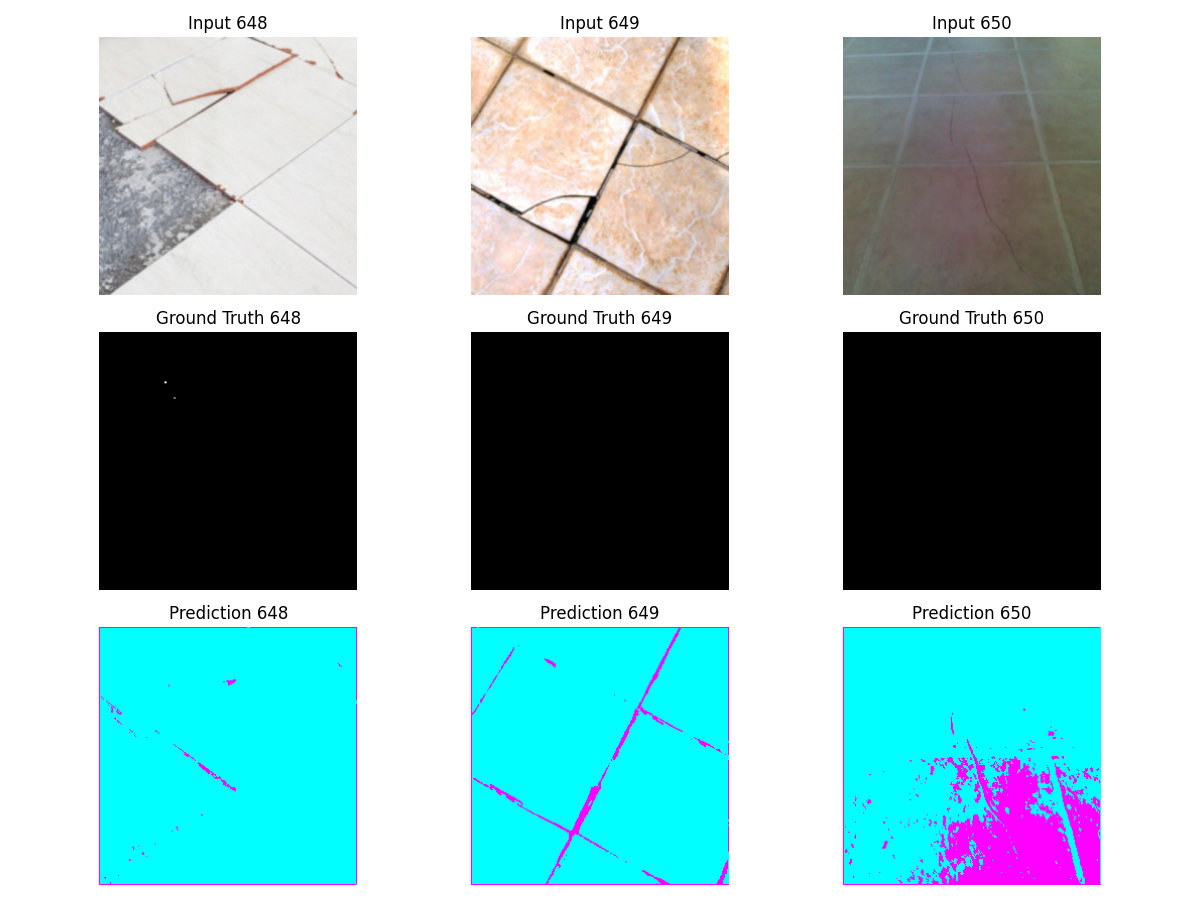 Input 648
Input 649
Input 650
Ground Truth 648
Ground Truth 649
Ground Truth 650
Prediction 648
Prediction 649
Prediction 650